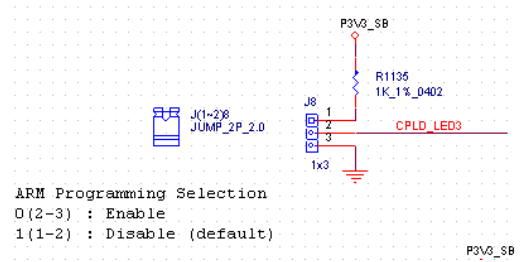 P3V3_SB
R1135
1K_1%_0402
J8
J(1~2)8
JUMP_2P_2.0
1
2
3
CPLD_LED3
1x3
ARM Programming Selection
0(2-3) : Enable
1(1-2) : Disable (default)
P3V3_SB